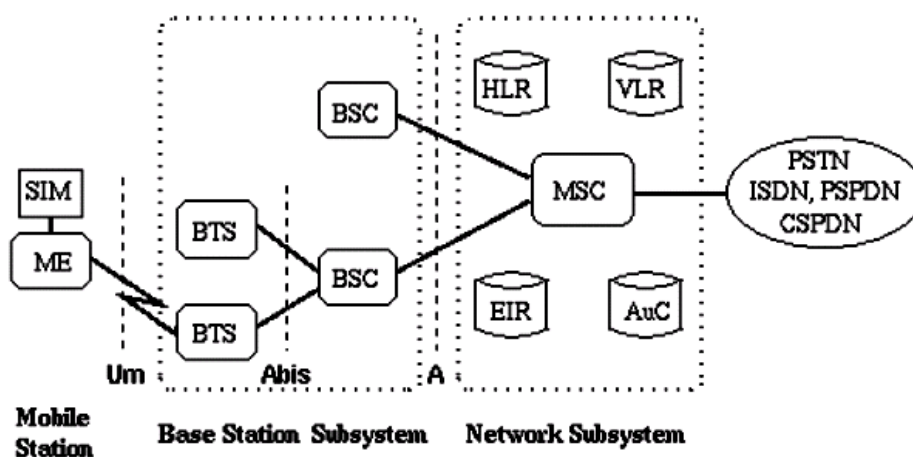 HLR
VLR
BSC
PSTN
ISDN, PSPDN
CSPDN
SIM
MSC
BTS
ME
BSC
EIR
AuC
BTS
Um
Abis
A
Mobile
Station
Base Station Subsystem
Network Subsystem